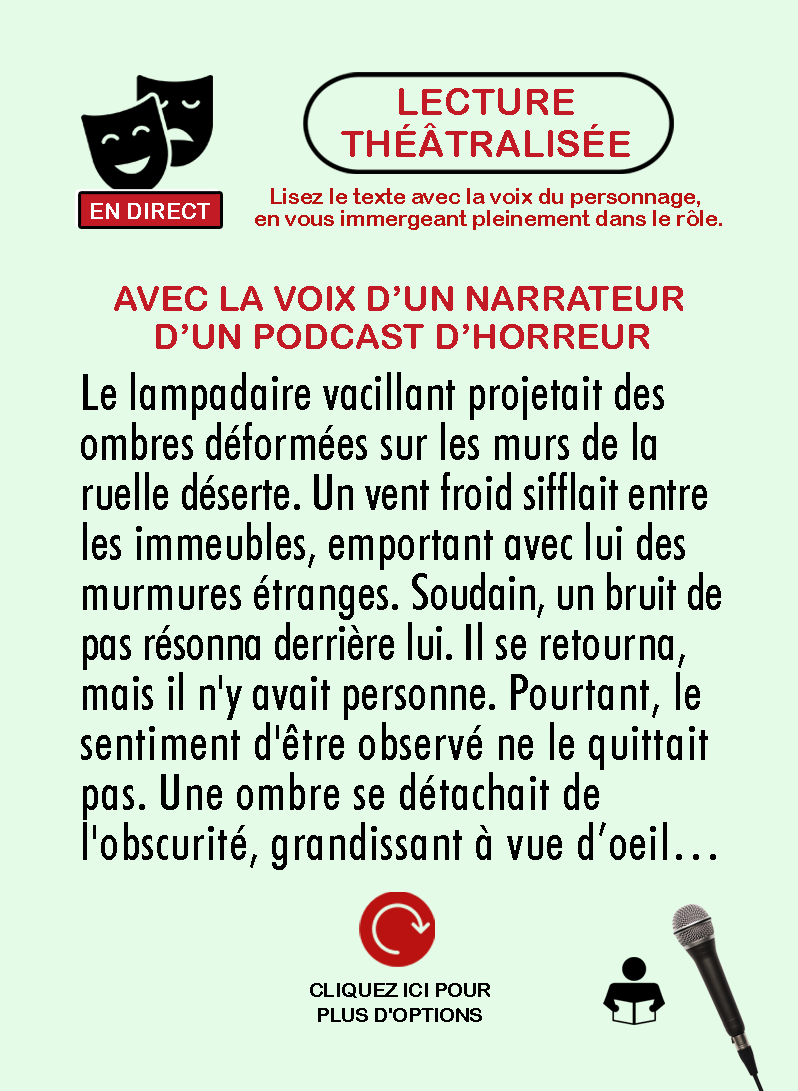 LECTURE
THÉÂTRALISÉE
EN DIRECT
Lisez le texte avec la voix du personnage,
en vous immergeant pleinement dans le rôle.
AVEC LA VOIX D’UN NARRATEUR
D’UN PODCAST D’HORREUR
Le lampadaire vacillant projetait des
ombres déformées sur les murs de la
ruelle déserte. Un vent froid sifflait entre
les immeubles, emportant avec lui des
murmures étranges. Soudain, un bruit de
pas résonna derrière lui. Il se retourna,
mais il n'y avait personne. Pourtant, le
sentiment d'être observé ne le quittait
pas. Une ombre se détachait de
l'obscurité, grandissant à vue d’oeil…
CLIQUEZ ICI POUR
PLUS D'OPTIONS